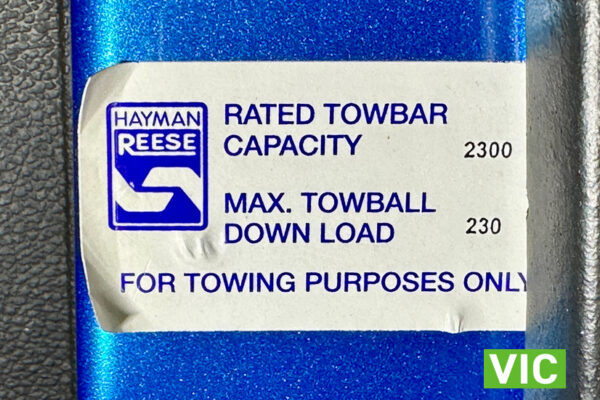 HAYMAN
REESE
RATED TOWBAR
CAPACITY 2300
MAX. TOWBALL
DOWN LOAD 230
FOR TOWING PURPOSES ONLY
VIC